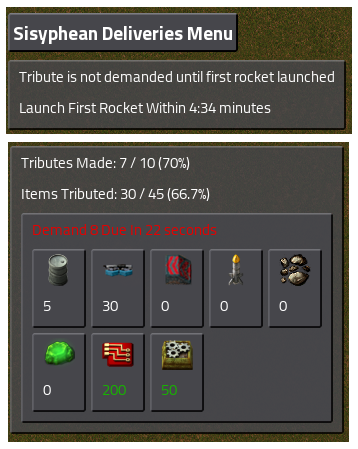 Sisyphean Deliveries Menu
Tribute is not demanded until first rocket launched
Launch First Rocket Within 4:34 minutes
Tributes Made: 7 / 10 (70%)
Items Tributed: 30 / 45 (66.7%)
Demand 8 Due in 22 seconds
5 30 0 0 0
0 200 50